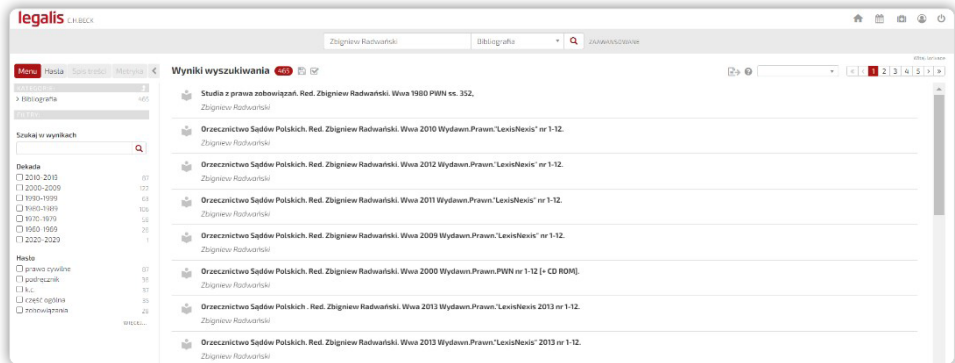 legalis C.H.BECK
Zbigniew Radwański Bibliografia ZAAWANSOWANE
Menu Hasła Spis treści Metryka
Wyniki wyszukiwania 465
1 2 3 4 5
KATEGORIE
Bibliografia 465
FILTRY
Szukaj w wynikach
Dekada
2010-2019
2000-2009
1990-1999
1980-1989
1970-1979
1960-1969
2020-2029 1
Hasło
prawo cywilne
podręcznik
k.c.
część ogólna
zobowiązania
WIĘCEJ...
Studia z prawa zobowiązań. Red. Zbigniew Radwański. Wwa 1980 PWN ss. 352,
Zbigniew Radwański
Orzecznictwo Sądów Polskich. Red. Zbigniew Radwański. Wwa 2010 Wydawn.Prawn."LexisNexis" nr 1-12.
Zbigniew Radwański
Orzecznictwo Sądów Polskich. Red. Zbigniew Radwański. Wwa 2012 Wydawn.Prawn."LexisNexis" nr 1-12.
Zbigniew Radwański
Orzecznictwo Sądów Polskich. Red. Zbigniew Radwański. Wwa 2011 Wydawn.Prawn."LexisNexis" nr 1-12.
Zbigniew Radwański
Orzecznictwo Sądów Polskich. Red. Zbigniew Radwański. Wwa 2009 Wydawn.Prawn."LexisNexis" nr 1-12.
Zbigniew Radwański
Orzecznictwo Sądów Polskich. Red. Zbigniew Radwański. Wwa 2000 Wydawn.Prawn.PWN nr 1-12 [+ CD ROM].
Zbigniew Radwański
Orzecznictwo Sądów Polskich . Red. Zbigniew Radwański. Wwa 2013 Wydawn.Prawn."LexisNexis 2013 nr 1-12.
Zbigniew Radwański
Orzecznictwo Sądów Polskich. Red. Zbigniew Radwański. Wwa 2013 Wydawn.Prawn."LexisNexis" 2013 nr 1-12.
Zbigniew Radwański